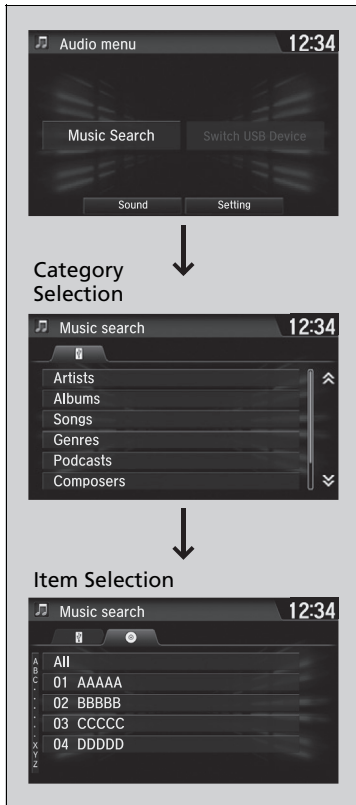 Audio menu 12:34
Music Search Switch USB Device
Sound Setting
Category
Selection
Music search 12:34
Artists
Albums
Songs
Genres
Podcasts
Composers
Item Selection
Music search 12:34
A
B
C
X
Y
Z
All
01 AAAAA
02 BBBBB
03 CCCCC
04 DDDDD